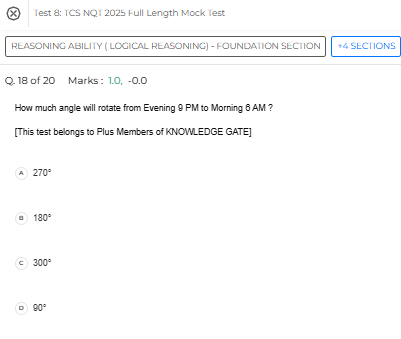 Test 8: TCS NQT 2025 Full Length Mock Test
REASONING ABILITY ( LOGICAL REASONING) - FOUNDATION SECTION
+4 SECTIONS
Q. 18 of 20 Marks : 1.0, -0.0
How much angle will rotate from Evening 9 PM to Morning 6 AM ?
[This test belongs to Plus Members of KNOWLEDGE GATE]
A 270°
B 180°
C 300°
D 90°